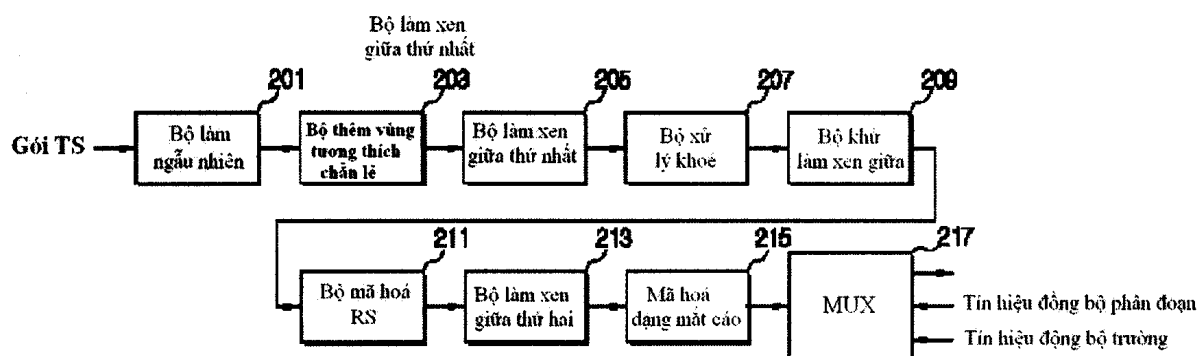 Bộ làm xen
giữa thứ nhất
201
203
205
207
209
Gói TS
Bộ làm
ngẫu nhiên
Bộ thêm vùng
tương thích
chẵn lẻ
Bộ làm xen
giữa thứ nhất
Bộ xử
lý khoẻ
Bộ khử
làm xen giữa
211
213
215
217
Bộ mã hoá
RS
Bộ làm xen
giữa thứ hai
Mã hoá
dạng mắt cáo
MUX
Tín hiệu đồng bộ phân đoạn
Tín hiệu động bộ trường